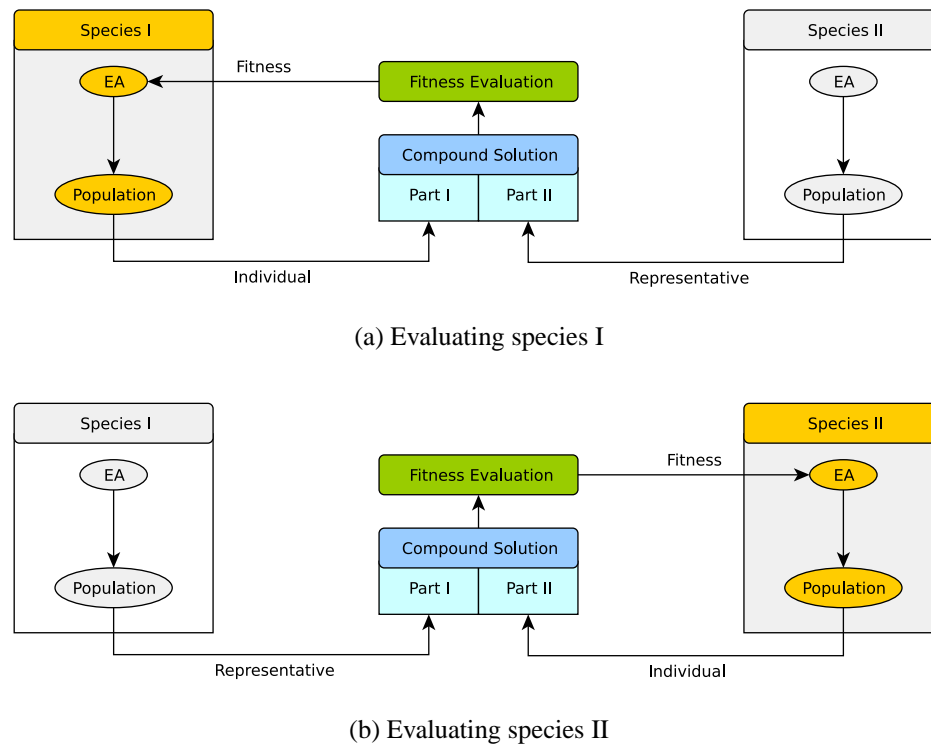 Species I
Species II
EA
Fitness
Fitness Evaluation
EA
Compound Solution
Population
Part I
Part II
Population
Individual
Representative
(a) Evaluating species I
Species I
Species II
EA
Fitness Evaluation
Fitness
EA
Compound Solution
Population
Part I
Part II
Population
Representative
Individual
(b) Evaluating species II